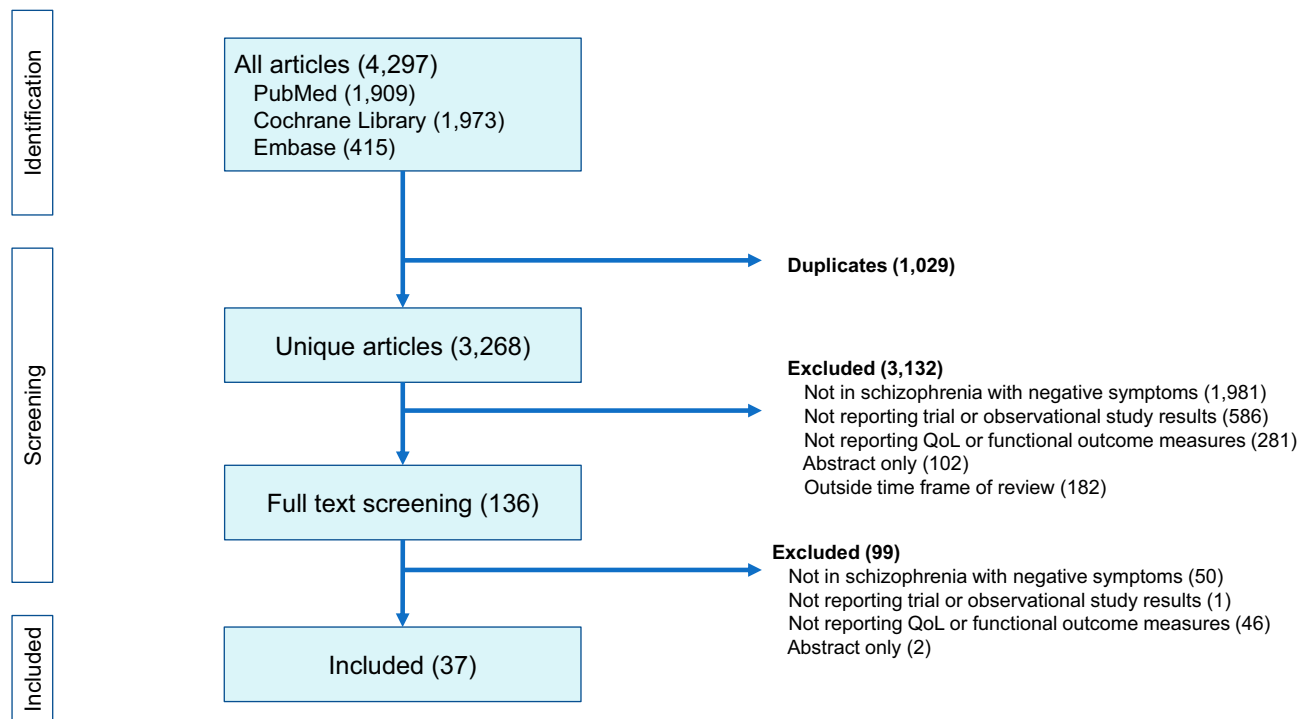 Identification
All articles (4,297)
PubMed (1,909)
Cochrane Library (1,973)
Embase (415)
Duplicates (1,029)
Screening
Unique articles (3,268)
Excluded (3,132)
Not in schizophrenia with negative symptoms (1,981)
Not reporting trial or observational study results (586)
Not reporting QoL or functional outcome measures (281)
Abstract only (102)
Outside time frame of review (182)
Full text screening (136)
Excluded (99)
Not in schizophrenia with negative symptoms (50)
Not reporting trial or observational study results (1)
Not reporting QoL or functional outcome measures (46)
Abstract only (2)
Included
Included (37)